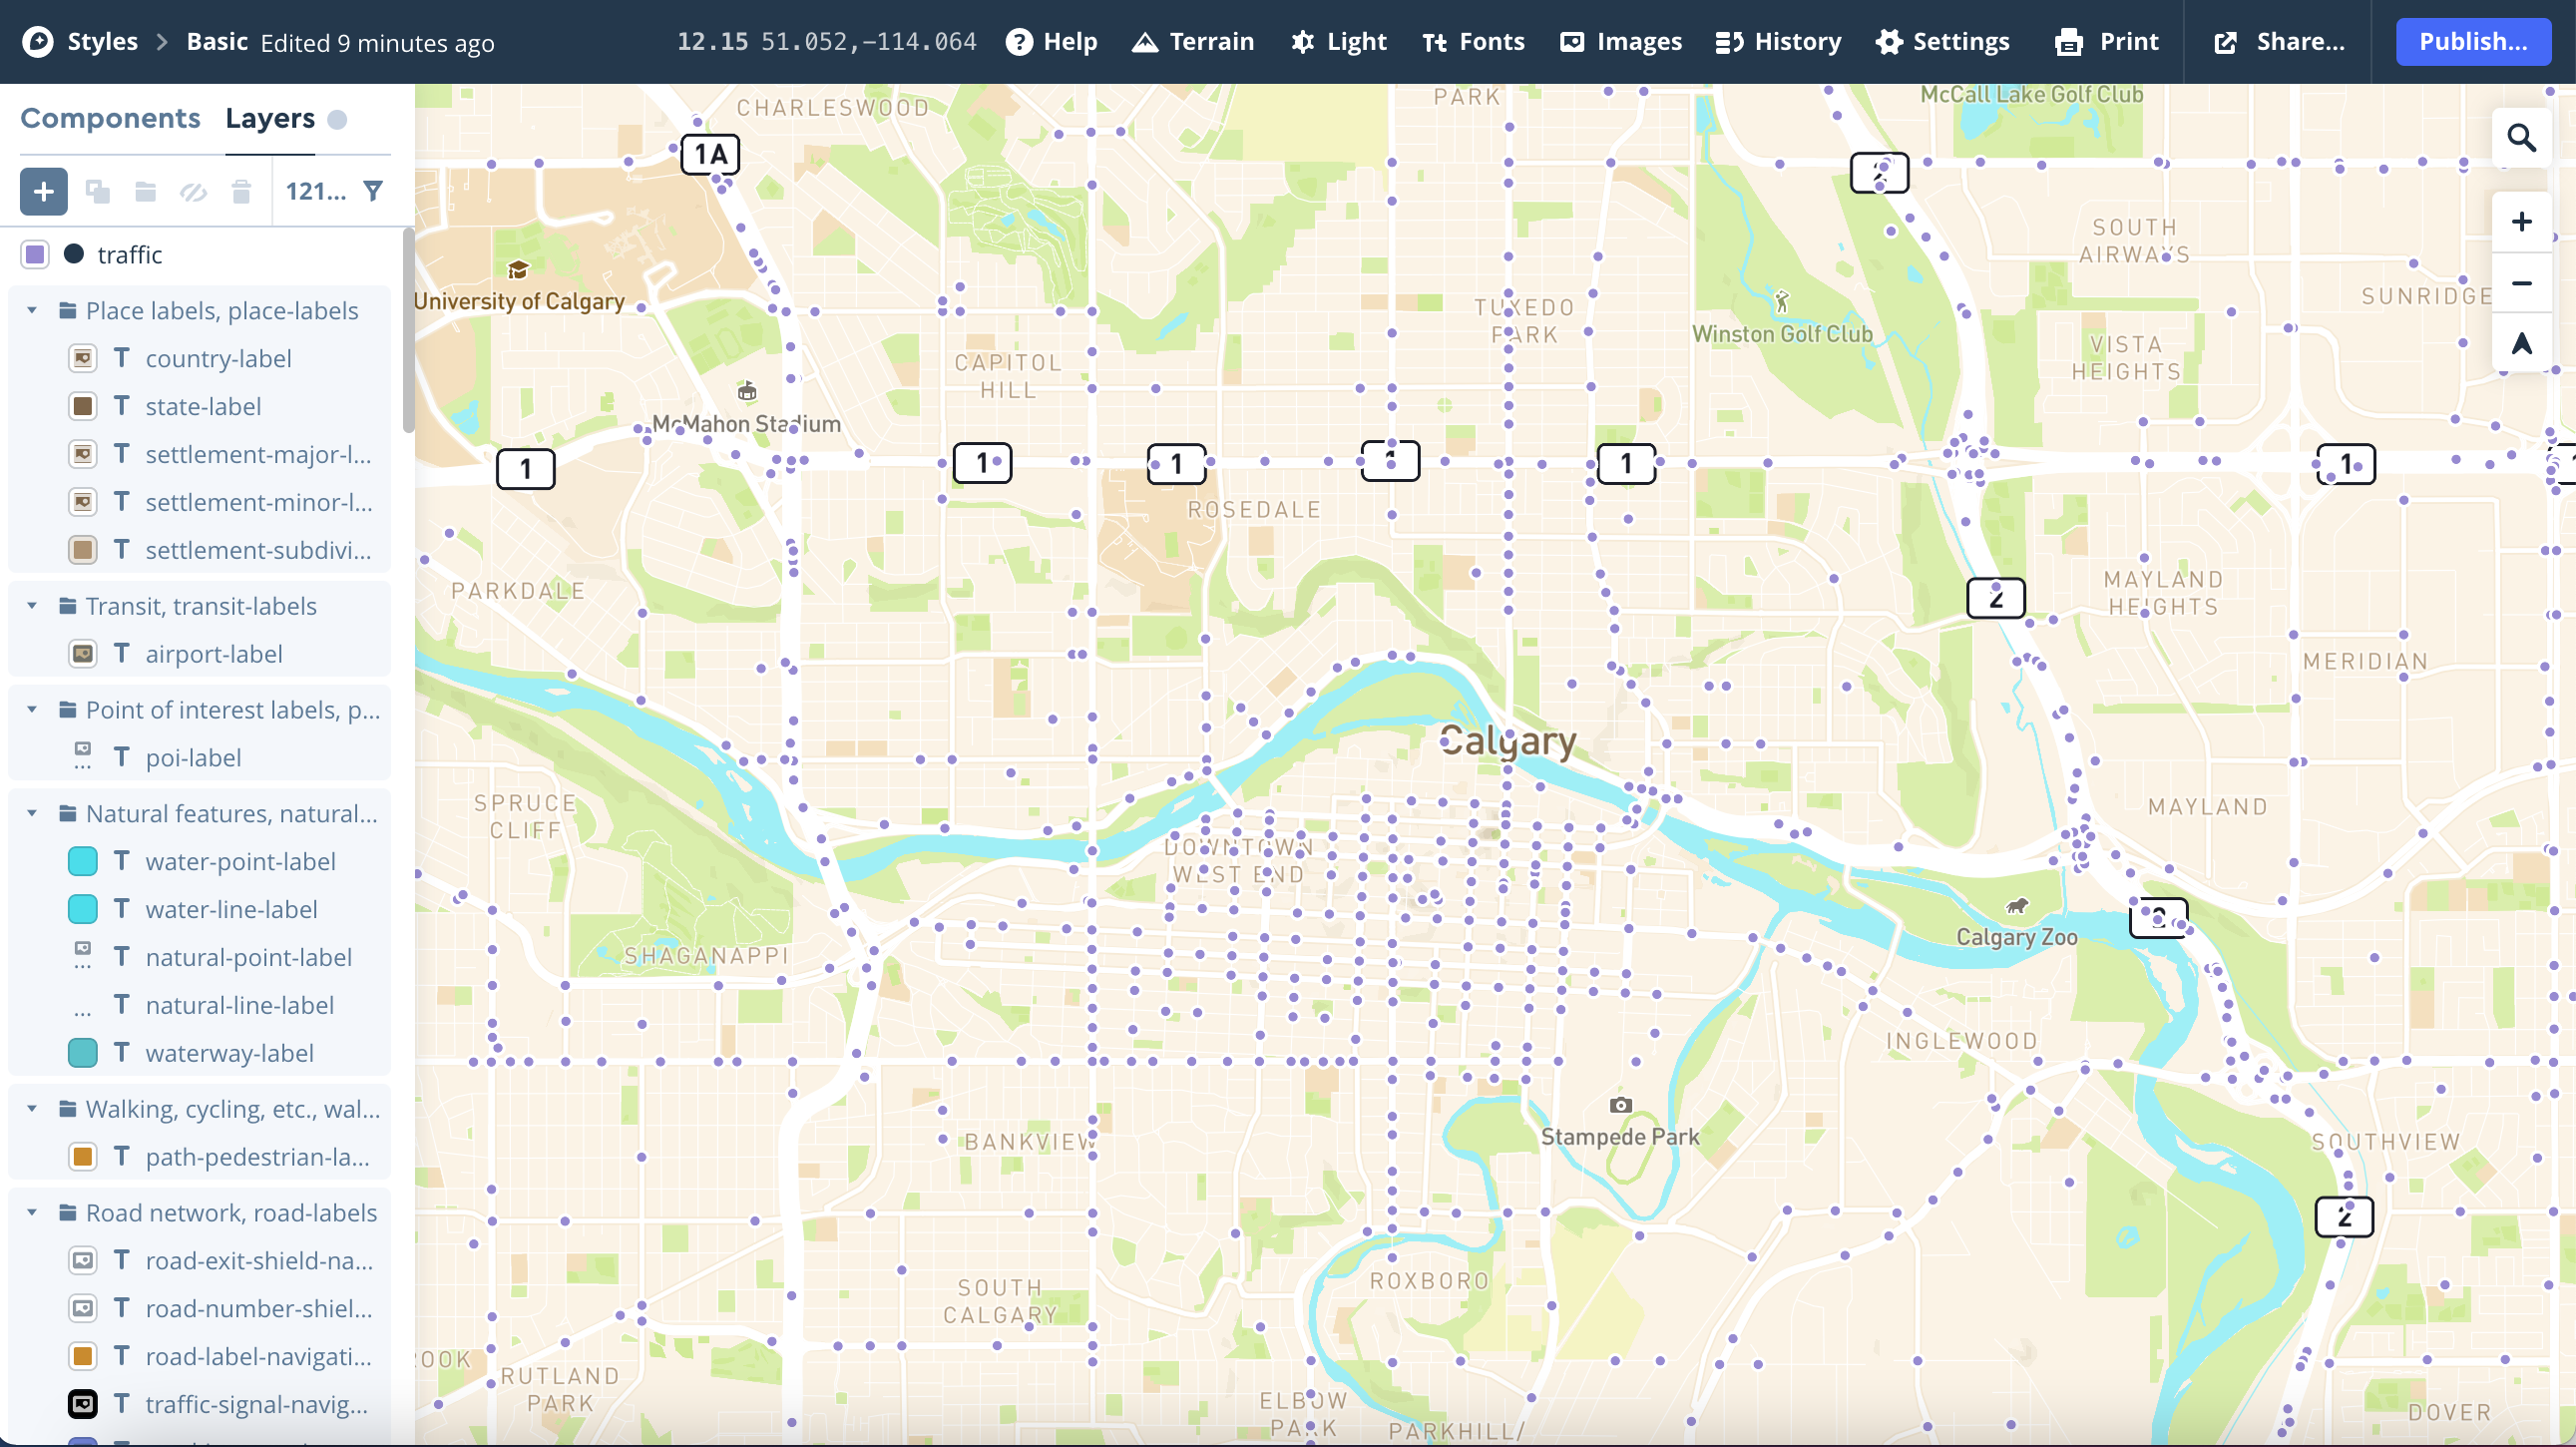 Styles > Basic Edited 9 minutes ago
12.15 51.052,-114.064
Help
Terrain
Light
Fonts
Images
History
Settings
Print
Share...
Publish...
Components
Layers
121...
traffic
Place labels, place-labels
country-label
state-label
settlement-major-l...
settlement-minor-l...
settlement-subdivi...
Transit, transit-labels
airport-label
Point of interest labels, p...
poi-label
Natural features, natural...
water-point-label
water-line-label
natural-point-label
natural-line-label
waterway-label
Walking, cycling, etc., wal...
path-pedestrian-la...
Road network, road-labels
road-exit-shield-na...
road-number-shiel...
road-label-navigati...
traffic-signal-navig...
CHARLESWOOD
PARK
McCall Lake Golf Club
1A
2
SOUTH
AIRWAYS
University of Calgary
SUNRIDGE
TUXEDO
PARK
Winston Golf Club
VISTA
HEIGHTS
CAPITOL
HILL
McMahon Stadium
1
1
1
1
1
1
ROSEDALE
PARKDALE
2
MAYLAND
HEIGHTS
MERIDIAN
Calgary
SPRUCE
CLIFF
MAYLAND
DOWNTOWN
WEST END
2
Calgary Zoo
SHAGANAPPI
INGLEWOOD
BANKVIEW
Stampede Park
SOUTHVIEW
2
SOUTH
CALGARY
ROXBORO
OOK
RUTLAND
PARK
ELBOW
PARK
PARKHILL/
DOVER